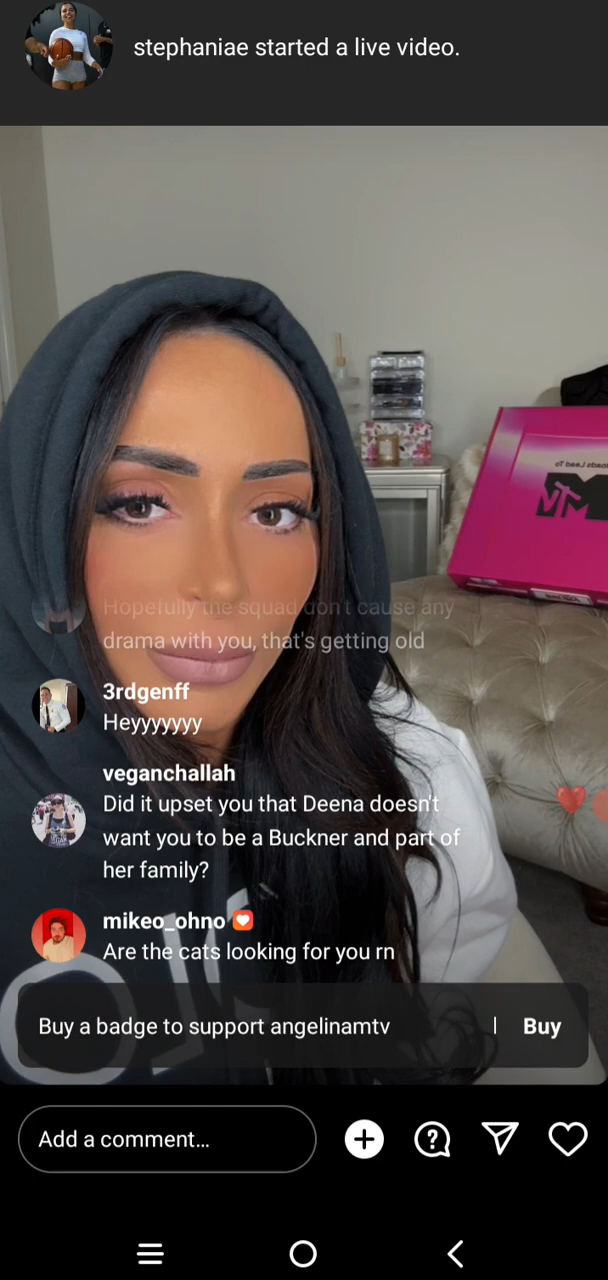 stephaniae started a live video.
Hopefully the squad don't cause any
drama with you, that's getting old
3rdgenff
Heyyyyyyy
veganchallah
Did it upset you that Deena doesn't
want you to be a Buckner and part of
her family?
mikeo_ohno
Are the cats looking for you rn
Buy a badge to support angelinamtv
Buy
Add a comment...